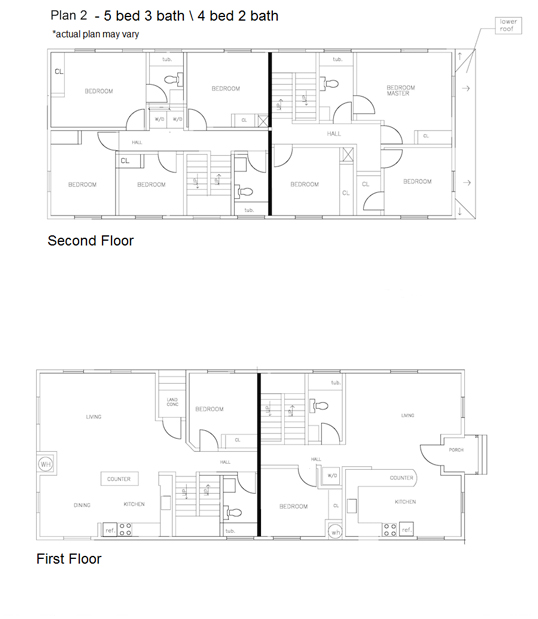 Plan 2 - 5 bed 3 bath \ 4 bed 2 bath
*actual plan may vary
lower
roof
tub.
CL
BEDROOM
BEDROOM
BEDROOM
MASTER
W/D
W/D
CL
HALL
HALL
CL
CL
BEDROOM
BEDROOM
UP
UP
BEDROOM
CL
CL
BEDROOM
tub.
Second Floor
tub.
LIVING
BEDROOM
LIVING
CL
PORCH
WH
HALL
HALL
COUNTER
W/D
COUNTER
DINING
KITCHEN
BEDROOM
CL
KITCHEN
ref.
tub.
wh
ref.
First Floor